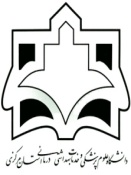 دانشگاه علوم پزشکی و خدمات بهداشتی درمانی استان مرکزی